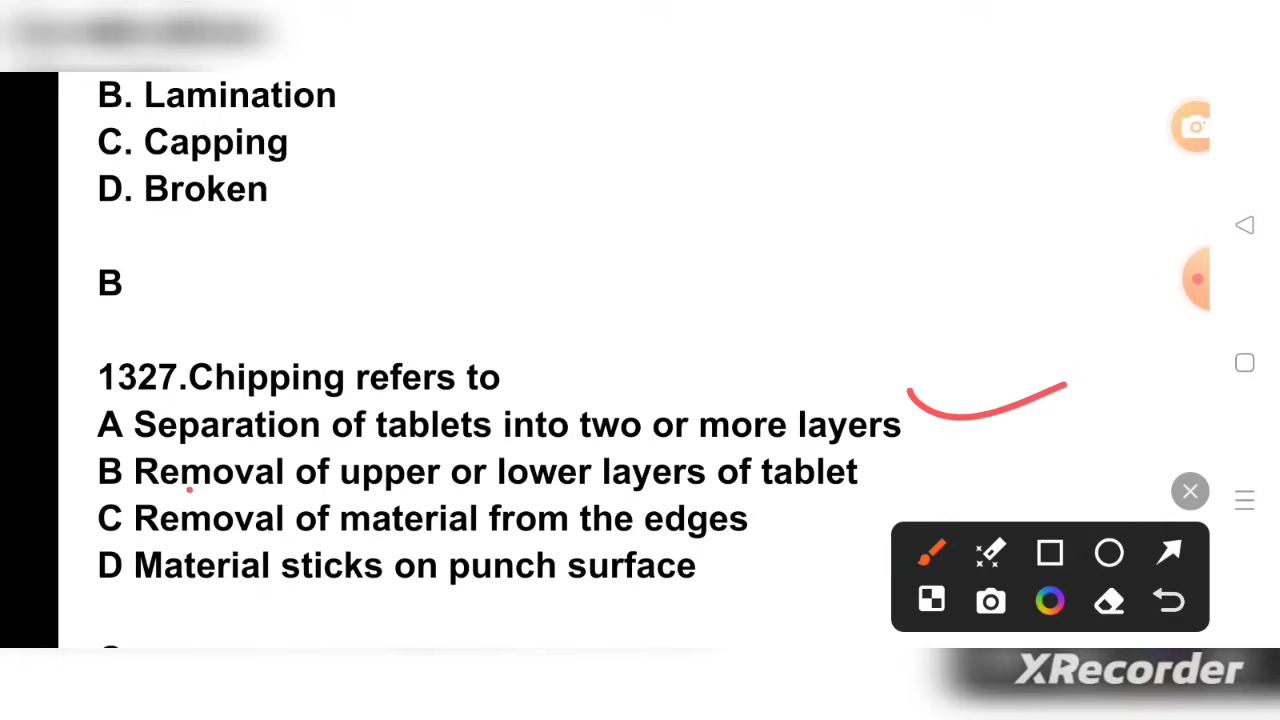 B. Lamination
C. Capping
D. Broken
B
1327.Chipping refers to
A Separation of tablets into two or more layers
B Removal of upper or lower layers of tablet
C Removal of material from the edges
D Material sticks on punch surface
XRecorder